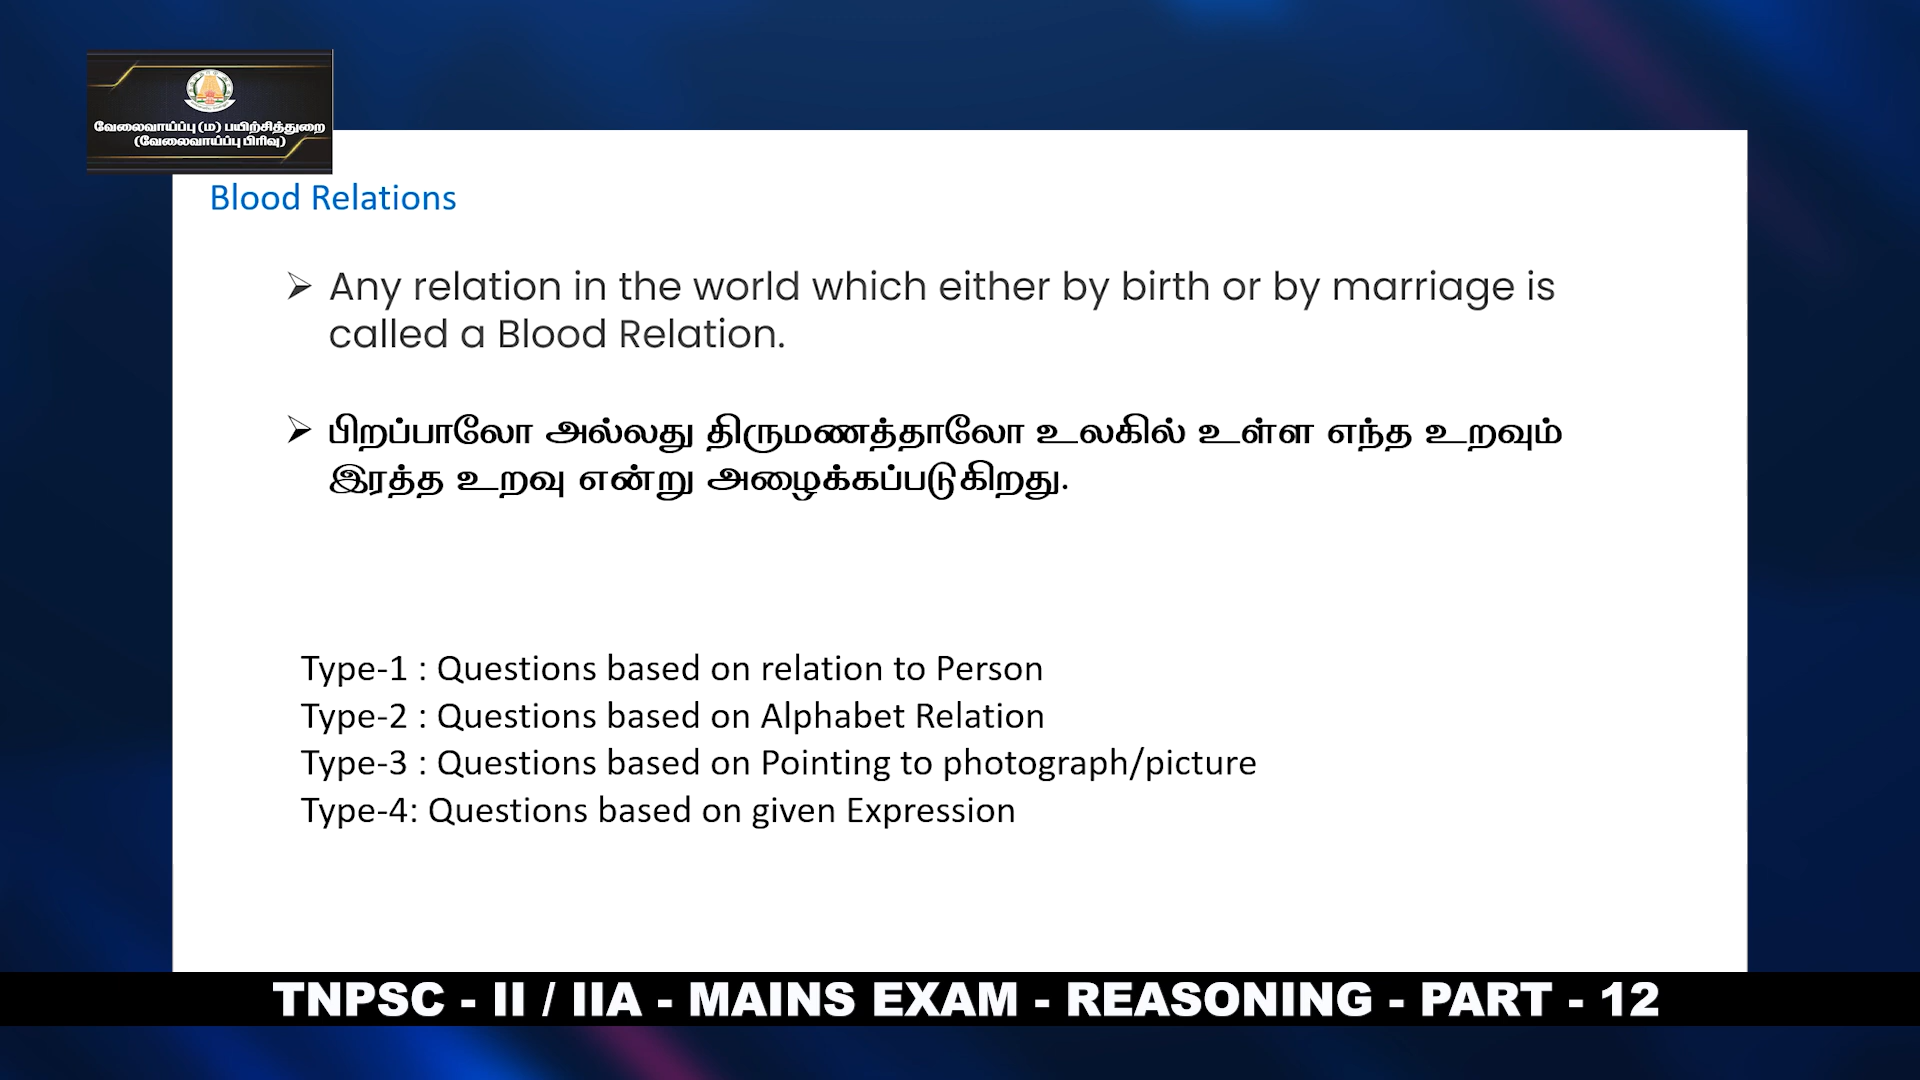 வேலைவாய்ப்பு (ம) பயிற்சித்துறை
(வேலைவாய்ப்பு பிரிவு)
Blood Relations
➢ Any relation in the world which either by birth or by marriage is
called a Blood Relation.
➢ பிறப்பாலோ அல்லது திருமணத்தாலோ உலகில் உள்ள எந்த உறவும்
இரத்த உறவு என்று அழைக்கப்படுகிறது.
Type-1 : Questions based on relation to Person
Type-2 : Questions based on Alphabet Relation
Type-3 : Questions based on Pointing to photograph/picture
Type-4: Questions based on given Expression
TNPSC - II / IIA - MAINS EXAM - REASONING - PART - 12